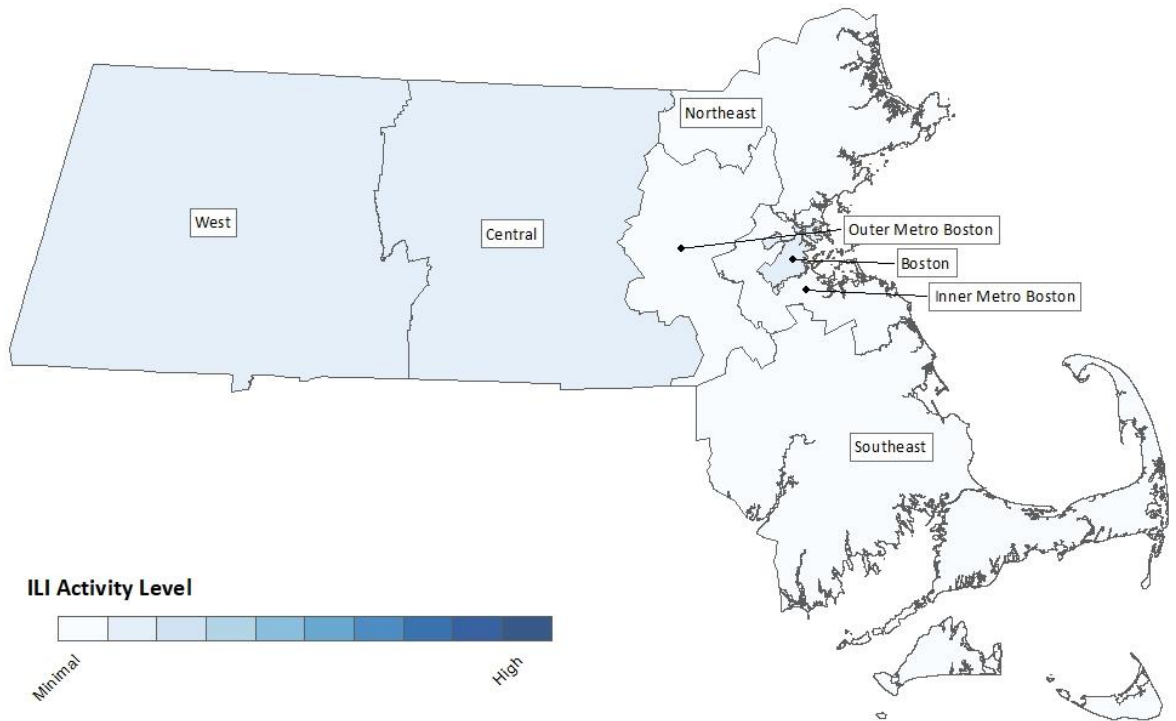 Northeast
West
Central
Outer Metro Boston
Boston
Inner Metro Boston
Southeast
ILI Activity Level
Minimal
High